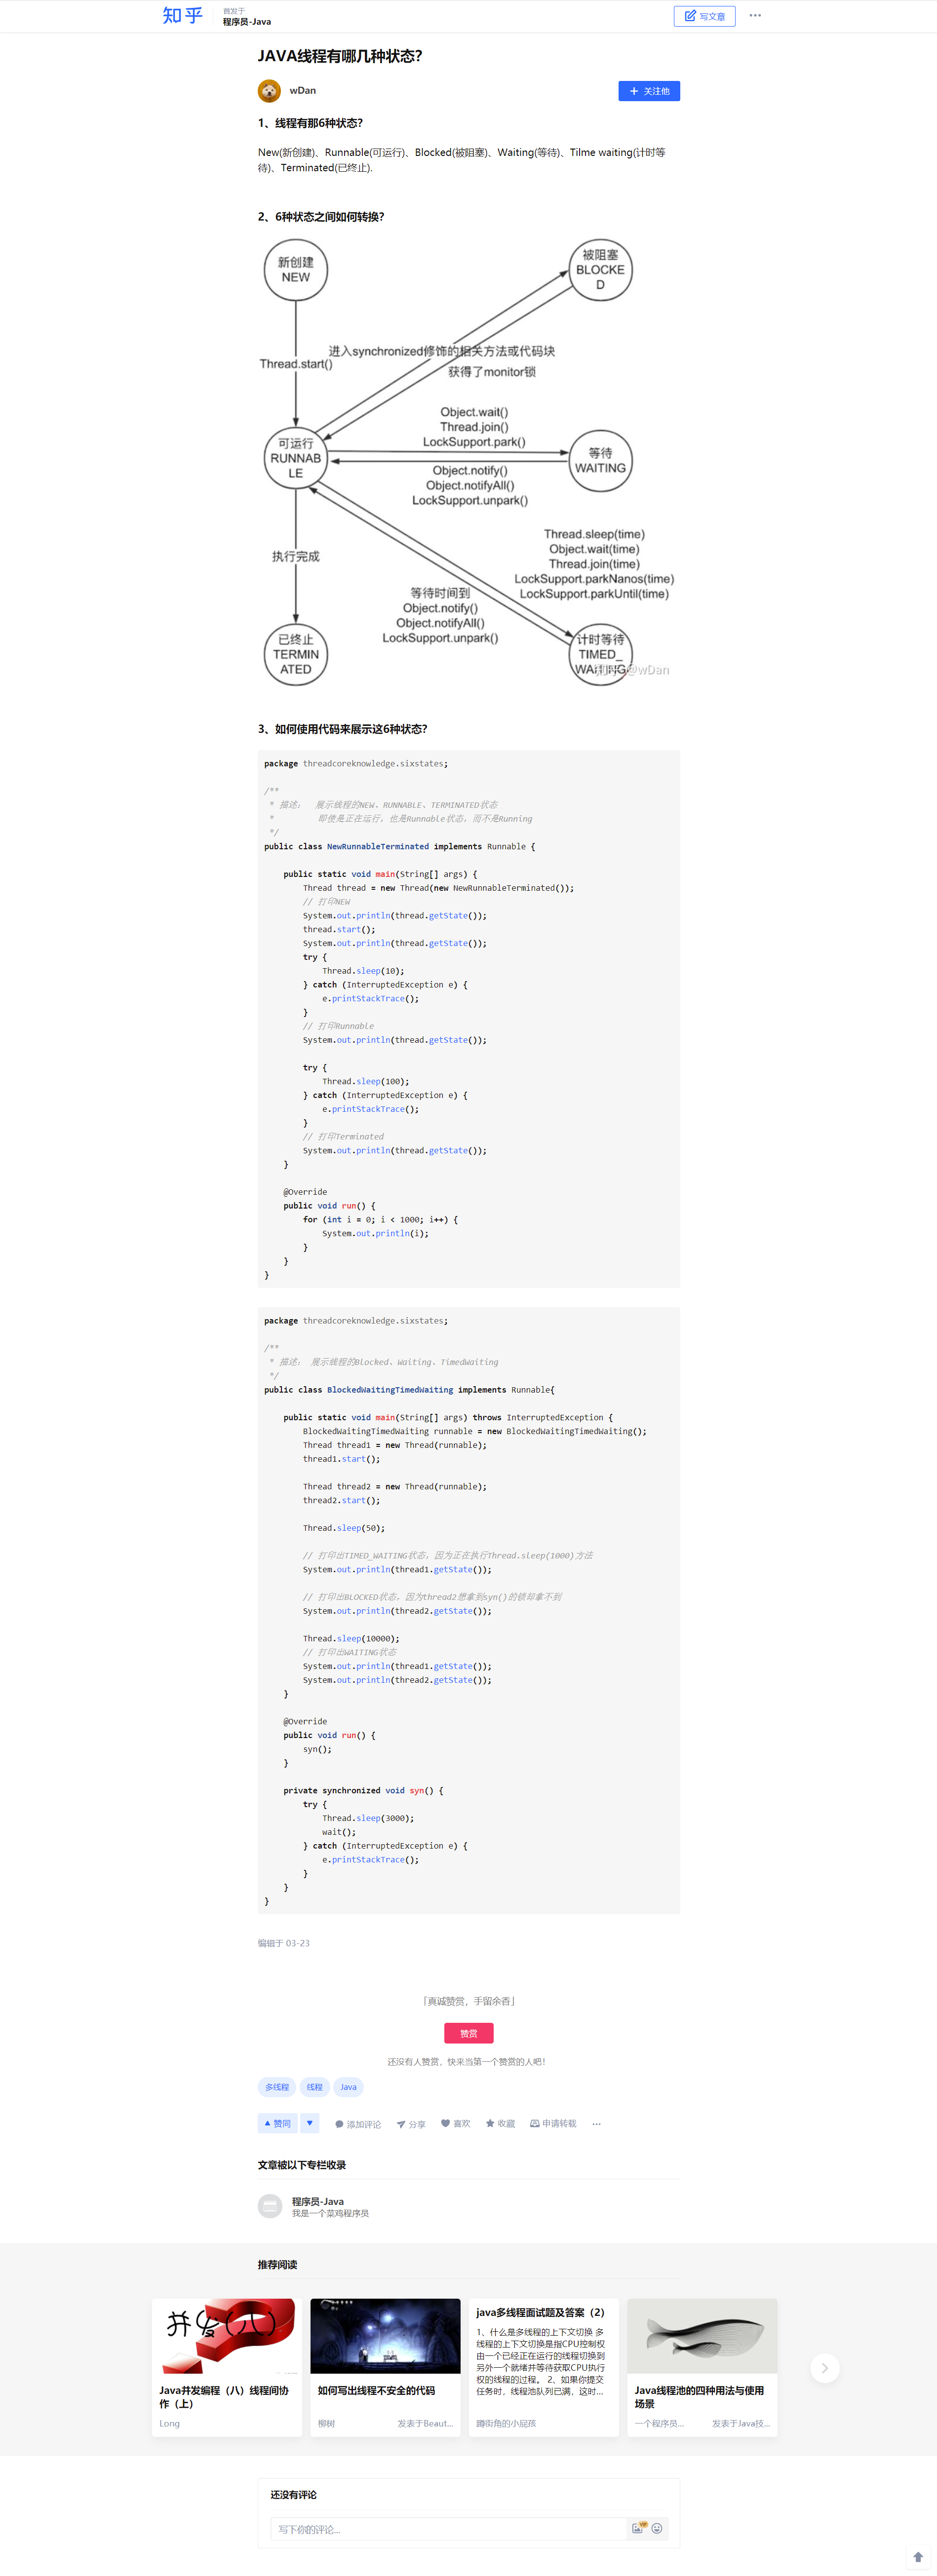 知乎
首发于
程序员-Java
写文章
JAVA线程有哪几种状态?
wDan
关注他
1、线程有那6种状态?
New(新创建)、Runnable(可运行)、Blocked(被阻塞)、Waiting(等待)、Tilme waiting(计时等
待)、Terminated(已终止).
2、6种状态之间如何转换?
新创建
NEW
被阻塞
BLOCKE
D
进入synchronized修饰的相关方法或代码块
Thread.start()
获得了monitor锁
Object.wait()
Thread.join()
LockSupport.park()
可运行
RUNNAB
LE
等待
WAITING
Object.notify()
Object.notifyAll()
LockSupport.unpark()
Thread.sleep(time)
Object.wait(time)
Thread.join(time)
LockSupport.parkNanos(time)
LockSupport.parkUntil(time)
执行完成
等待时间到
Object.notify()
Object.notifyAll()
LockSupport.unpark()
已终止
TERMIN
ATED
计时等待
TIMED_
WAITING
知乎 @wDan
3、如何使用代码来展示这6种状态?
package threadcoreknowledge.sixstates;
/**
 * 描述:  展示线程的NEW、RUNNABLE、TERMINATED状态
 *         即使是正在运行，也是Runnable状态，而不是Running
 */
public class NewRunnableTerminated implements Runnable {
    public static void main(String[] args) {
        Thread thread = new Thread(new NewRunnableTerminated());
        // 打印NEW
        System.out.println(thread.getState());
        thread.start();
        System.out.println(thread.getState());
        try {
            Thread.sleep(10);
        } catch (InterruptedException e) {
            e.printStackTrace();
        }
        // 打印Runnable
        System.out.println(thread.getState());
        try {
            Thread.sleep(100);
        } catch (InterruptedException e) {
            e.printStackTrace();
        }
        // 打印Terminated
        System.out.println(thread.getState());
    }
    @Override
    public void run() {
        for (int i = 0; i < 1000; i++) {
            System.out.println(i);
        }
    }
}
package threadcoreknowledge.sixstates;
/**
 * 描述: 展示线程的Blocked、Waiting、TimedWaiting
 */
public class BlockedWaitingTimedWaiting implements Runnable{
    public static void main(String[] args) throws InterruptedException {
        BlockedWaitingTimedWaiting runnable = new BlockedWaitingTimedWaiting();
        Thread thread1 = new Thread(runnable);
        thread1.start();
        Thread thread2 = new Thread(runnable);
        thread2.start();
        Thread.sleep(50);
        // 打印出TIMED_WAITING状态，因为正在执行Thread.sleep(1000)方法
        System.out.println(thread1.getState());
        // 打印出BLOCKED状态，因为thread2想拿到syn()的锁却拿不到
        System.out.println(thread2.getState());
        Thread.sleep(10000);
        // 打印出WAITING状态
        System.out.println(thread1.getState());
        System.out.println(thread2.getState());
    }
    @Override
    public void run() {
        syn();
    }
    private synchronized void syn() {
        try {
            Thread.sleep(3000);
            wait();
        } catch (InterruptedException e) {
            e.printStackTrace();
        }
    }
}
编辑于 03-23
「真诚赞赏，手留余香」
赞赏
还没有人赞赏，快来当第一个赞赏的人吧！
多线程 线程 Java
赞同 添加评论 分享 喜欢 收藏 申请转载
文章被以下专栏收录
程序员-Java
我是一个菜鸡程序员
推荐阅读
并发(八)
Java并发编程（八）线程间协
作（上）
Long
如何写出线程不安全的代码
柳树 发表于Beaut...
java多线程面试题及答案（2）
1、什么是多线程的上下文切换 多
线程的上下文切换是指CPU控制权
由一个已经正在运行的线程切换到
另外一个就绪并等待获取CPU执行
权的线程的过程。 2、如果你提交
任务时，线程池队列已满，这时...
蹲街角的小屁孩
Java线程池的四种用法与使用
场景
一个程序员... 发表于Java技...
还没有评论
写下你的评论...
VIP